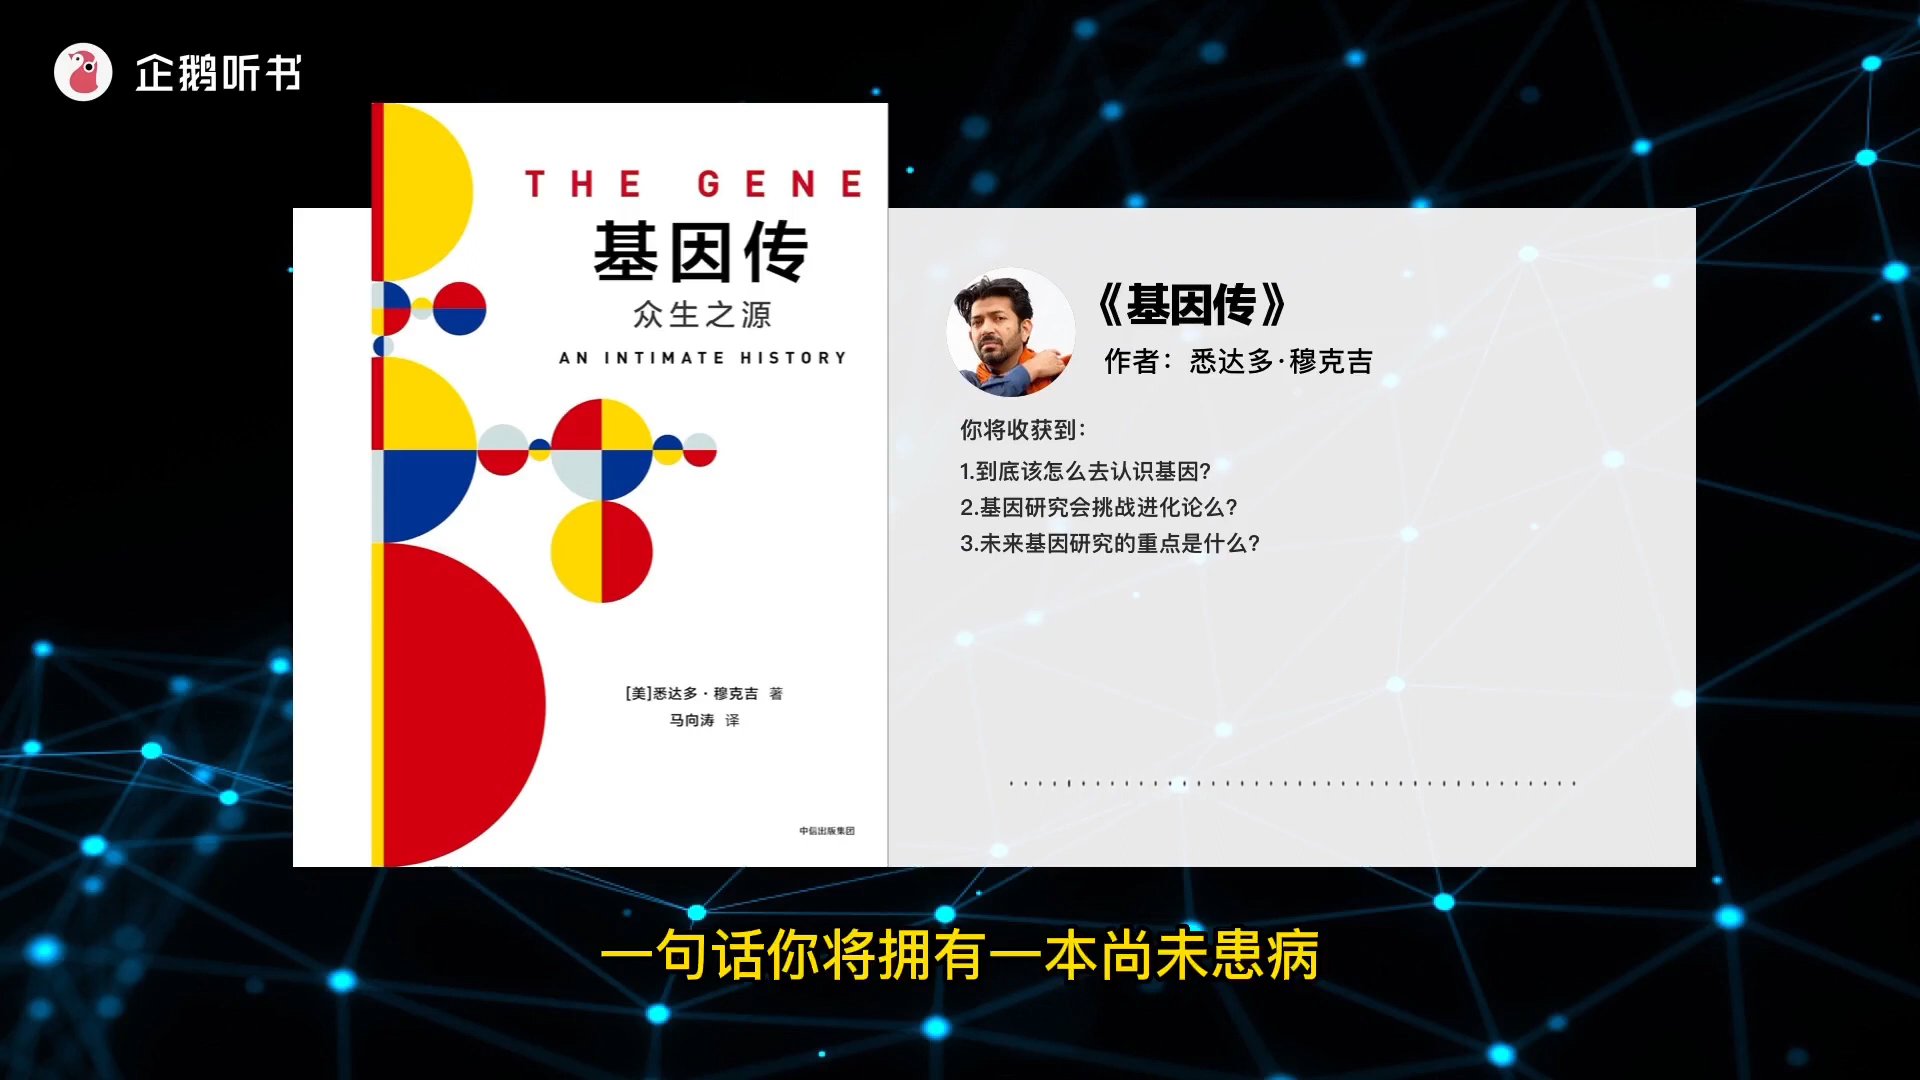 企鹅听书
THE GENE
基因传
众生之源
AN INTIMATE HISTORY
[美]悉达多·穆克吉 著
马向涛 译
中信出版集团
《基因传》
作者：悉达多·穆克吉
你将收获到：
1.到底该怎么去认识基因?
2.基因研究会挑战进化论么?
3.未来基因研究的重点是什么?
一句话你将拥有一本尚未患病